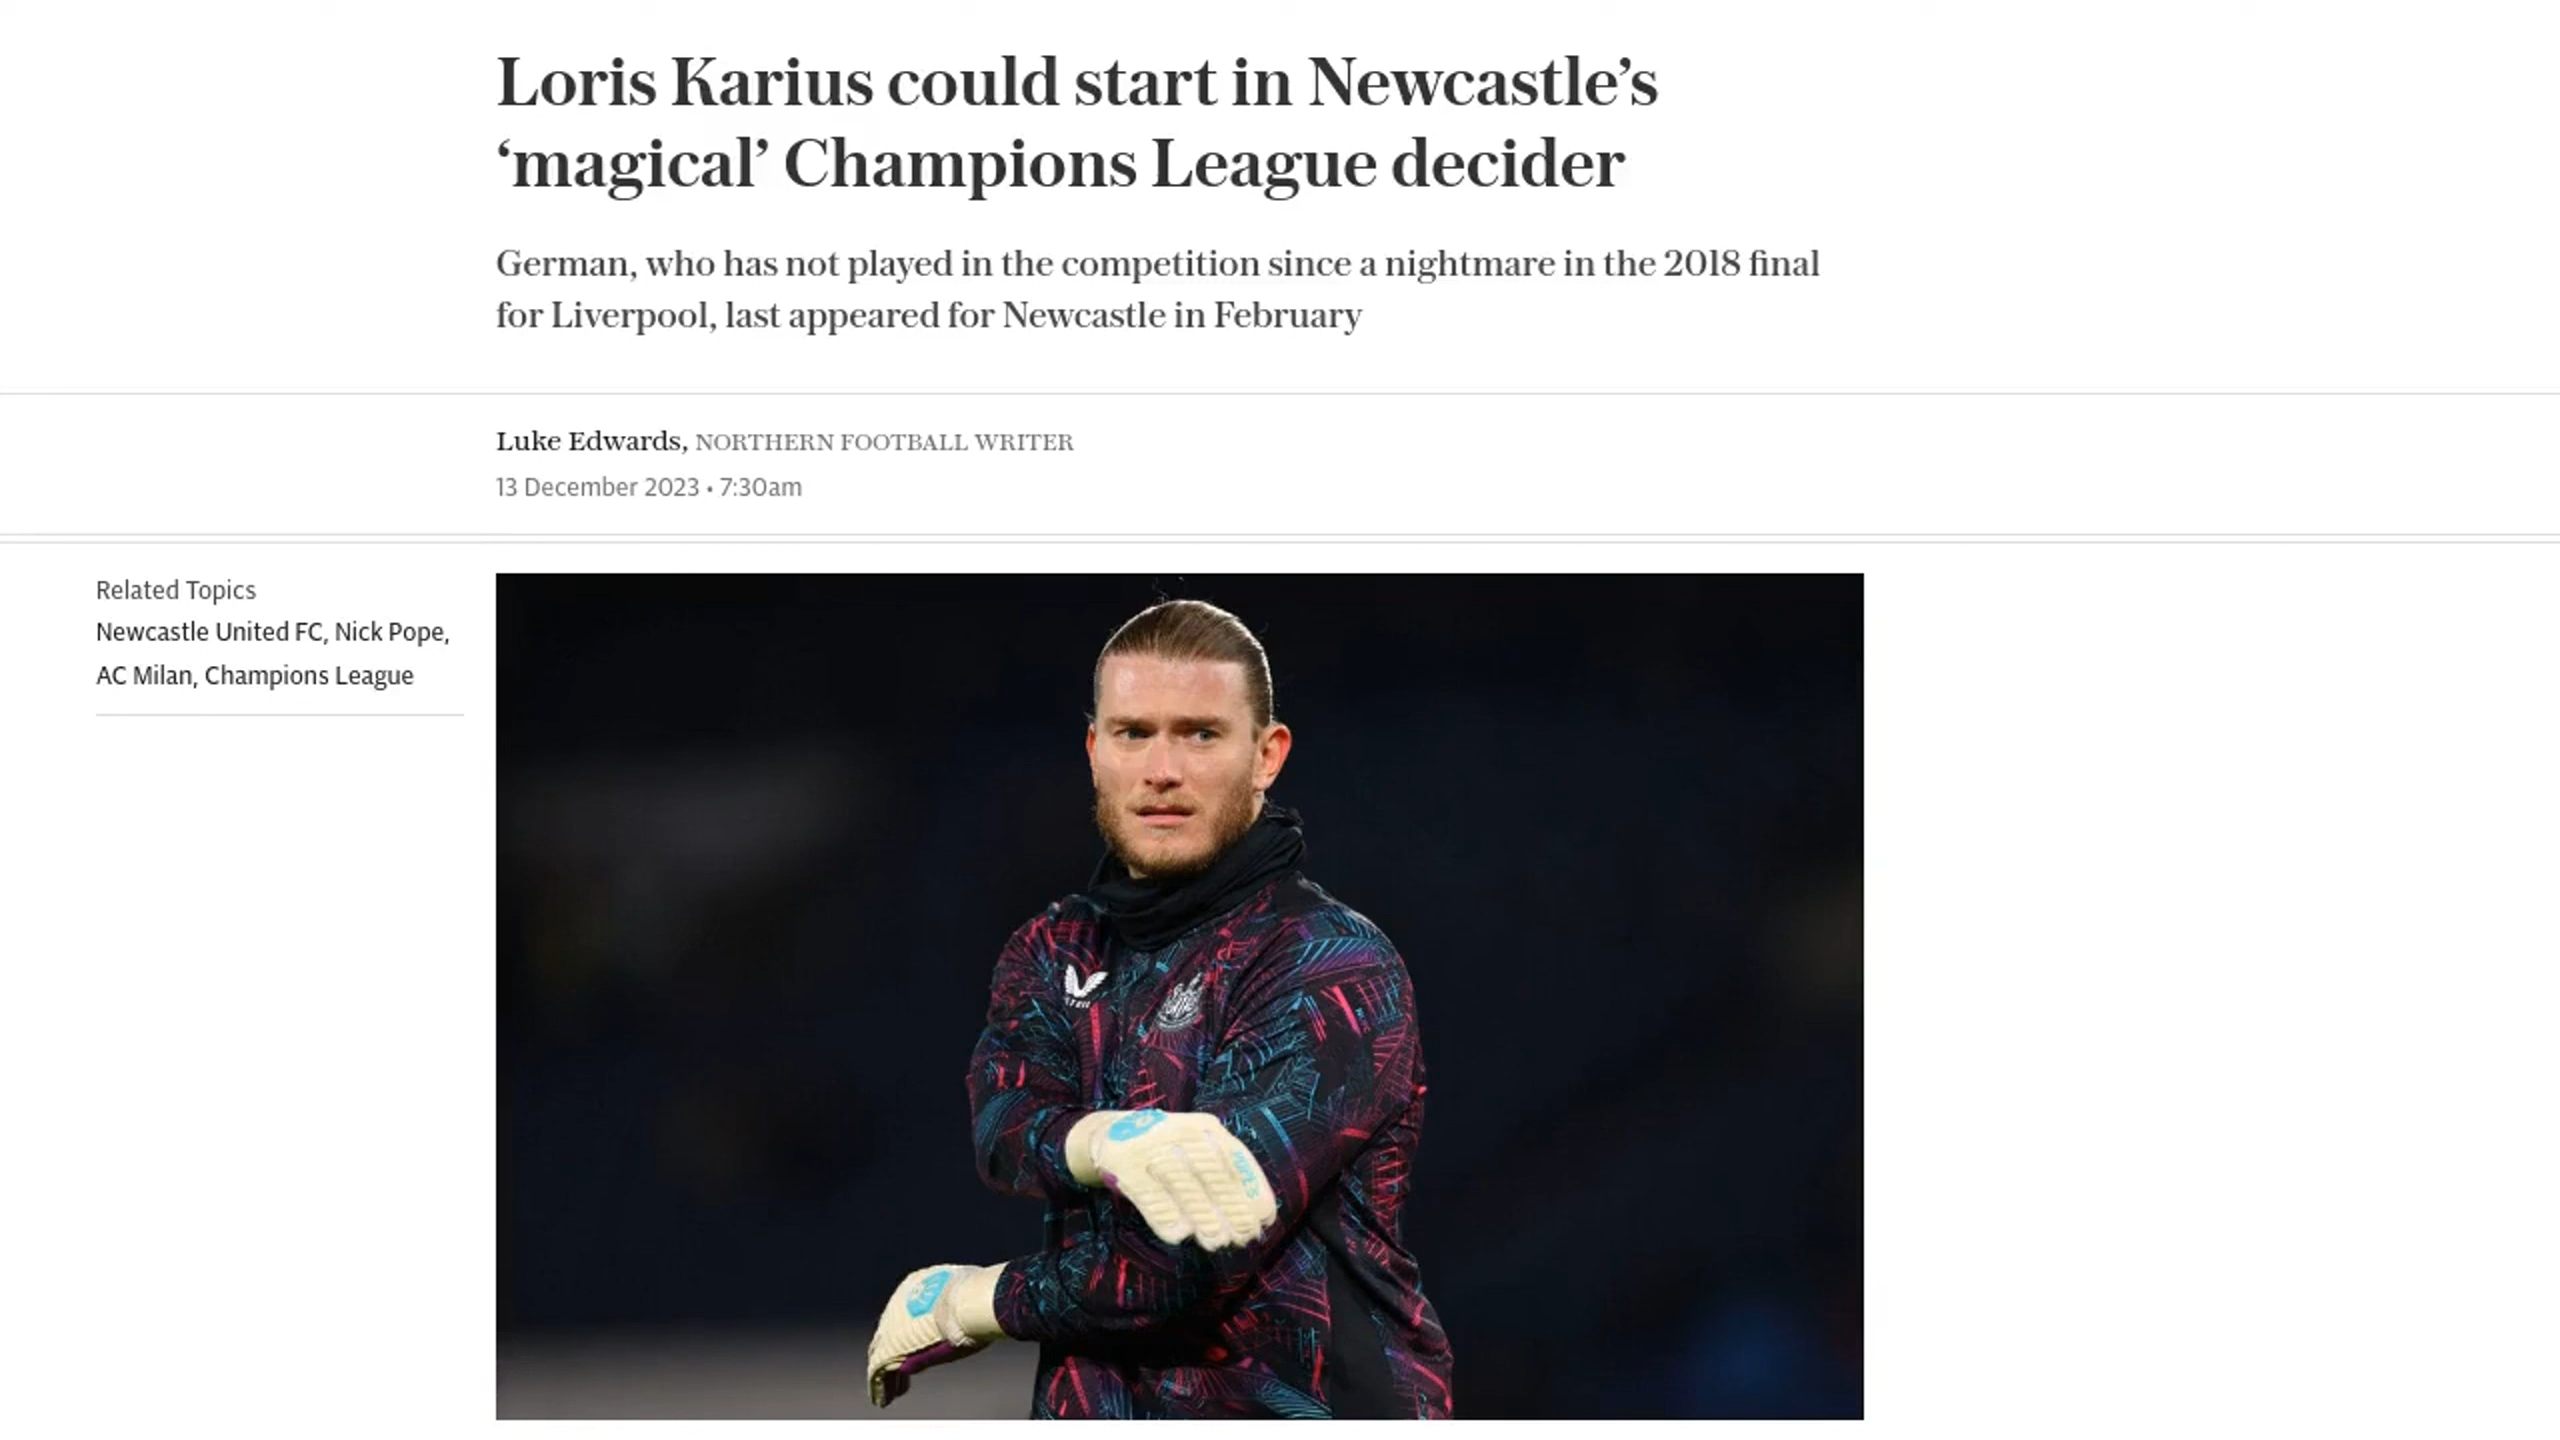 Loris Karius could start in Newcastle’s
‘magical’ Champions League decider
German, who has not played in the competition since a nightmare in the 2018 final
for Liverpool, last appeared for Newcastle in February
Luke Edwards, NORTHERN FOOTBALL WRITER
13 December 2023 • 7:30am
Related Topics
Newcastle United FC, Nick Pope,
AC Milan, Champions League